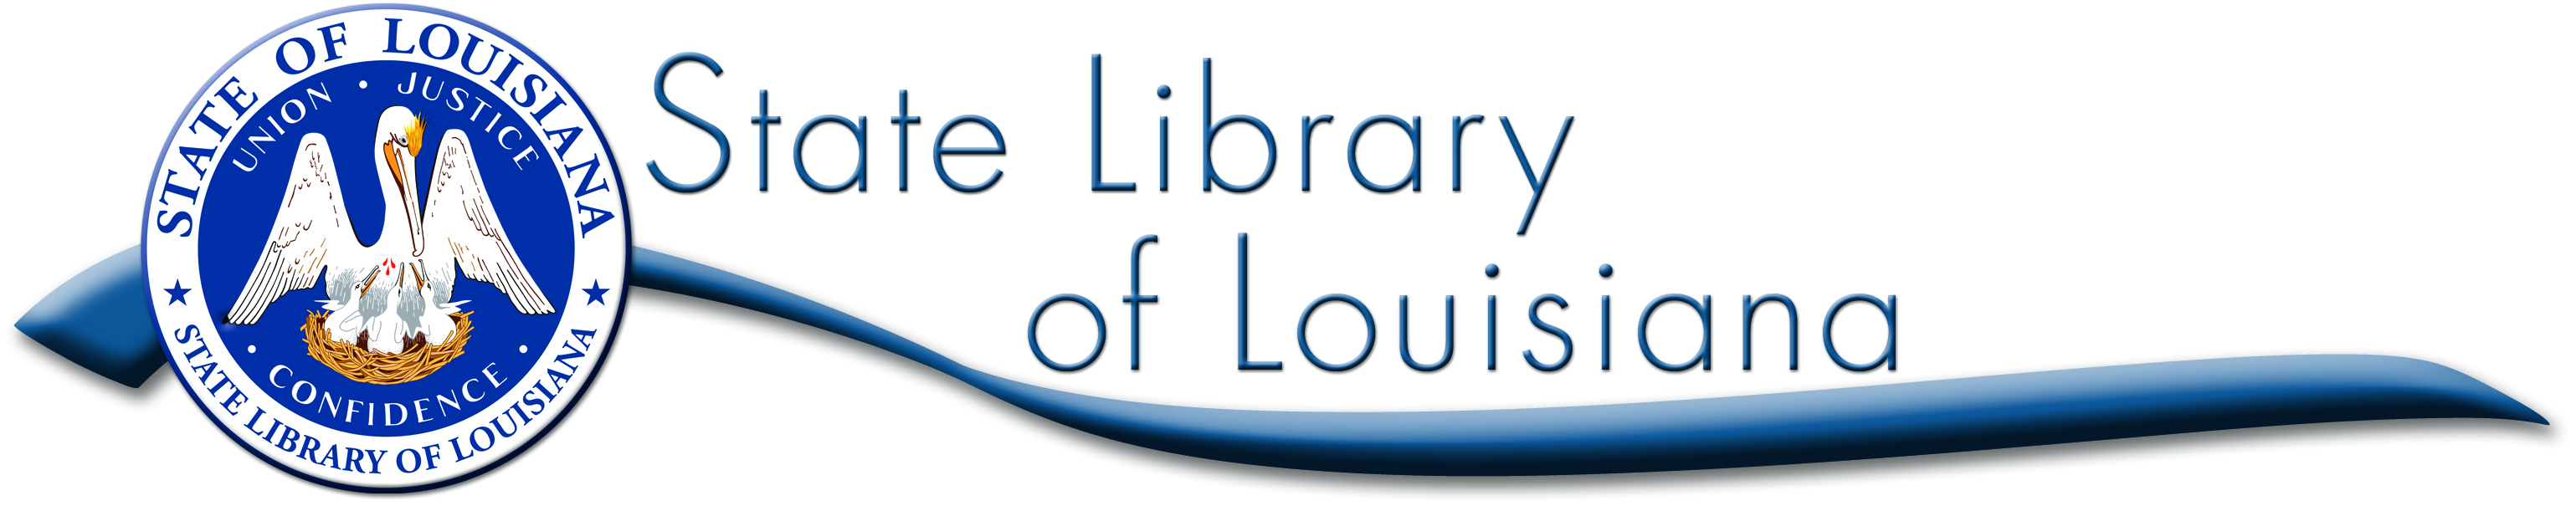 STATE OF LOUISIANA
UNION · JUSTICE
· CONFIDENCE ·
★ STATE LIBRARY OF LOUISIANA ★
State Library
of Louisiana